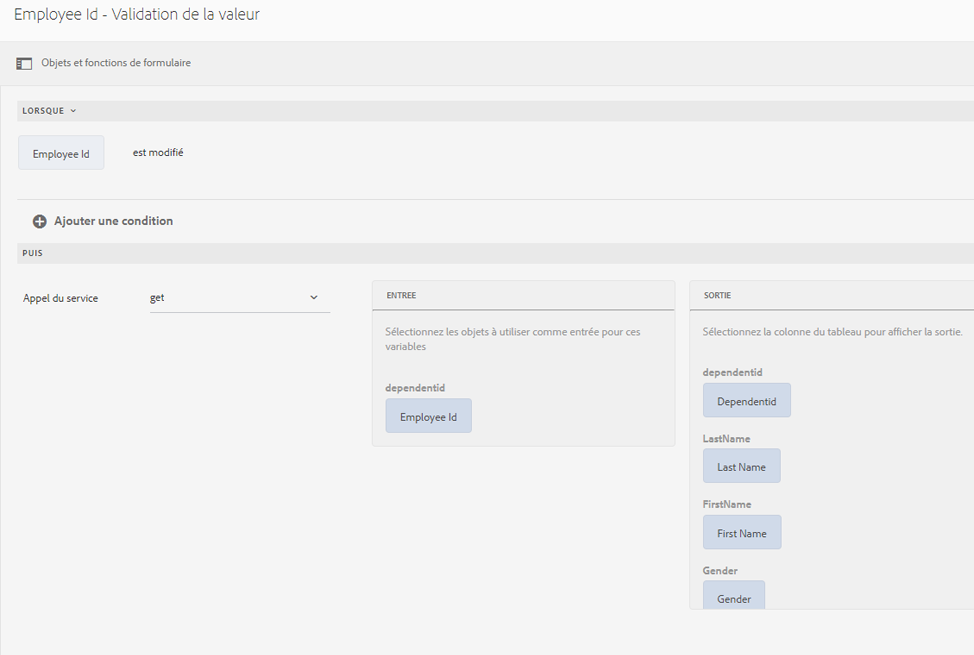 Employee Id - Validation de la valeur
Objets et fonctions de formulaire
LORSQUE
Employee Id est modifié
Ajouter une condition
PUIS
Appel du service get
ENTREE
Sélectionnez les objets à utiliser comme entrée pour ces
variables
dependentid
Employee Id
SORTIE
Sélectionnez la colonne du tableau pour afficher la sortie.
dependentid
Dependentid
LastName
Last Name
FirstName
First Name
Gender
Gender